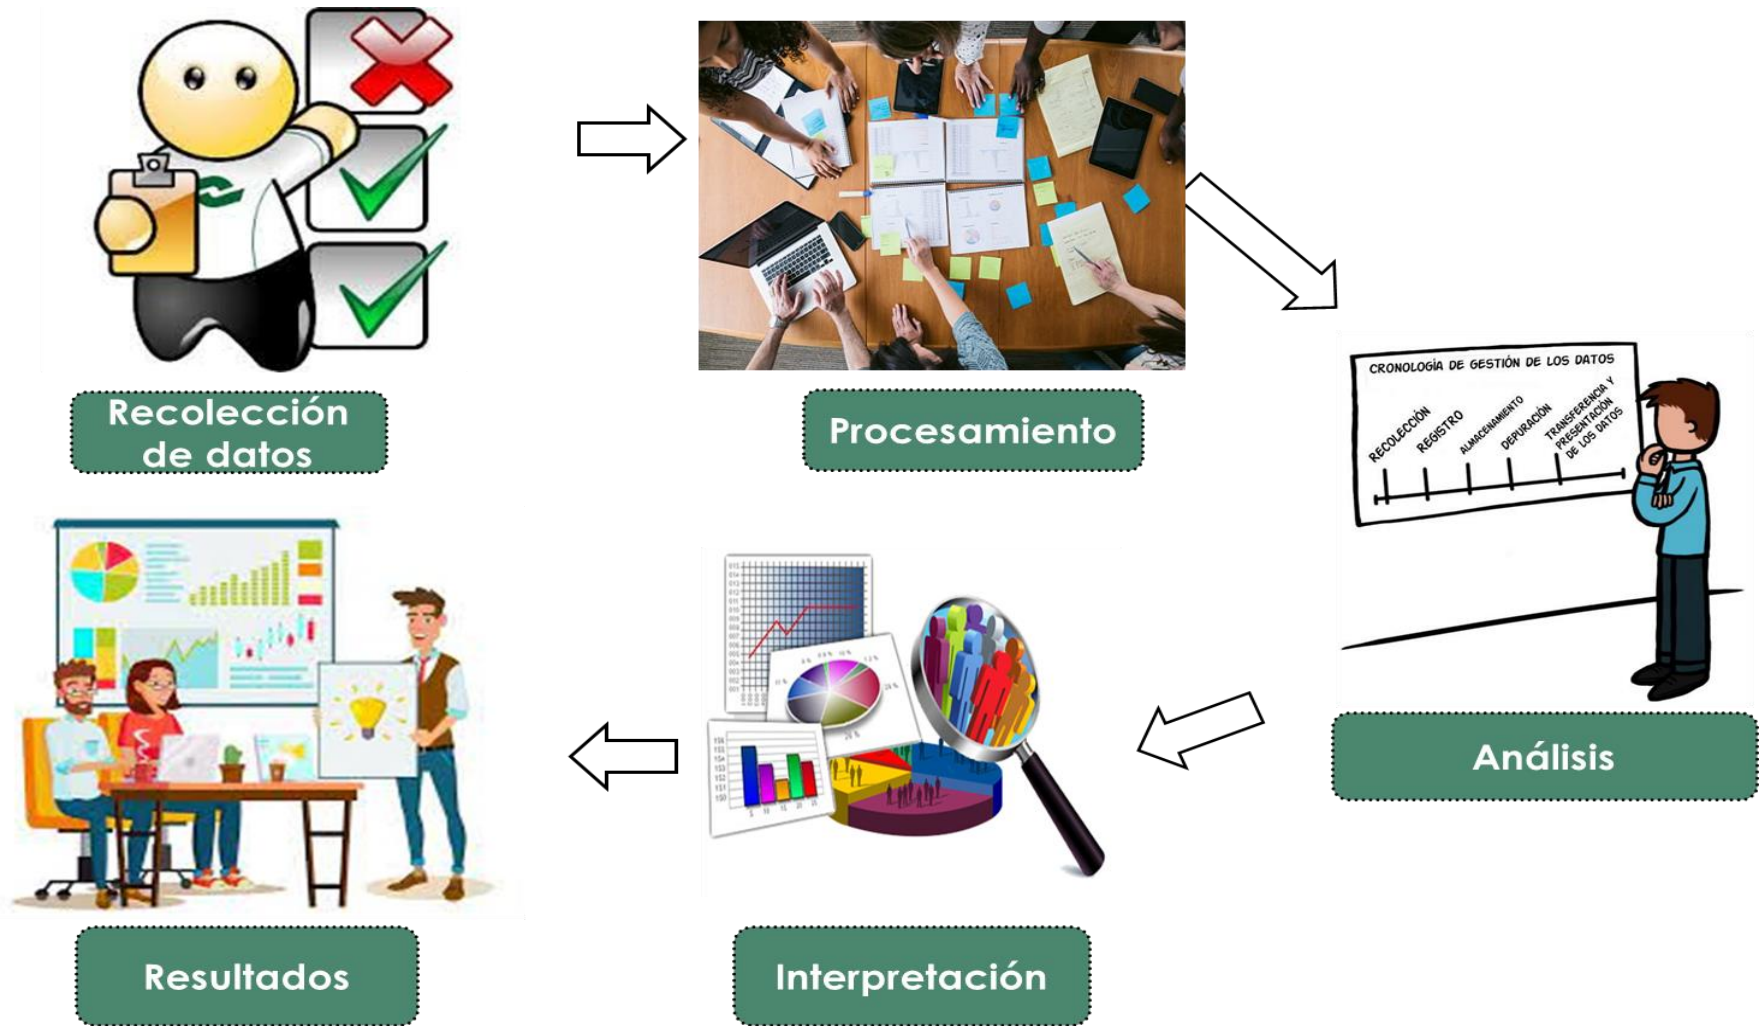 Recolección
de datos
Procesamiento
CRONOLOGÍA DE GESTIÓN DE LOS DATOS
RECOLECCIÓN
REGISTRO
ALMACENAMIENTO
DEPURACIÓN
TRANSFERENCIA Y
PRESENTACIÓN
DE LOS DATOS
Análisis
Interpretación
Resultados